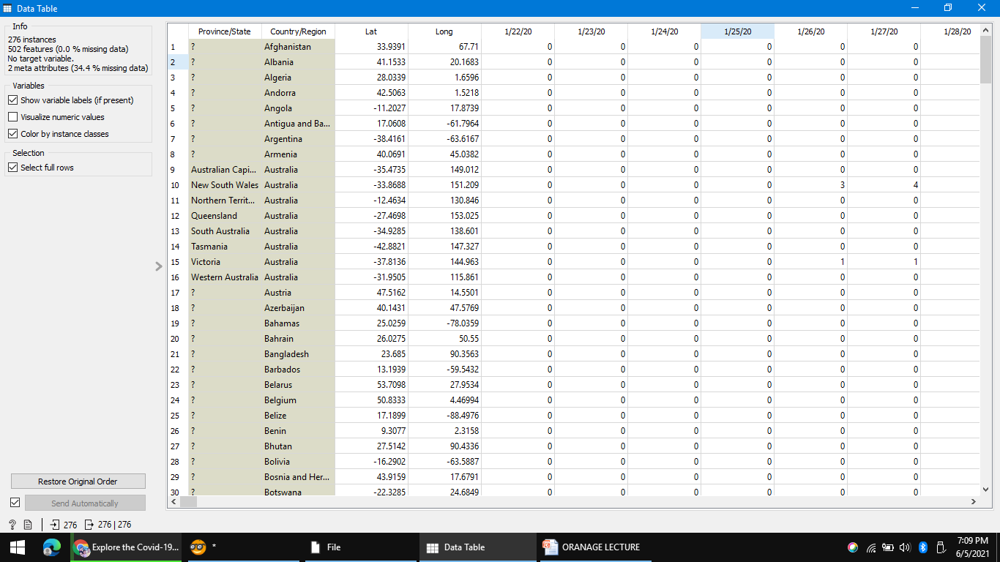 Data Table
Info
276 instances
502 features (0.0 % missing data)
No target variable.
2 meta attributes (34.4 % missing data)
Variables
Show variable labels (if present)
Visualize numeric values
Color by instance classes
Selection
Select full rows
Restore Original Order
Send Automatically
? 276 276 | 276
Province/State Country/Region Lat Long 1/22/20 1/23/20 1/24/20 1/25/20 1/26/20 1/27/20 1/28/20
1 ? Afghanistan 33.9391 67.71 0 0 0 0 0 0
2 ? Albania 41.1533 20.1683 0 0 0 0 0 0
3 ? Algeria 28.0339 1.6596 0 0 0 0 0 0
4 ? Andorra 42.5063 1.5218 0 0 0 0 0 0
5 ? Angola -11.2027 17.8739 0 0 0 0 0 0
6 ? Antigua and Ba... 17.0608 -61.7964 0 0 0 0 0 0
7 ? Argentina -38.4161 -63.6167 0 0 0 0 0 0
8 ? Armenia 40.0691 45.0382 0 0 0 0 0 0
9 Australian Capi... Australia -35.4735 149.012 0 0 0 0 0 0
10 New South Wales Australia -33.8688 151.209 0 0 0 0 3 4
11 Northern Territ... Australia -12.4634 130.846 0 0 0 0 0 0
12 Queensland Australia -27.4698 153.025 0 0 0 0 0 0
13 South Australia Australia -34.9285 138.601 0 0 0 0 0 0
14 Tasmania Australia -42.8821 147.327 0 0 0 0 0 0
15 Victoria Australia -37.8136 144.963 0 0 0 0 1 1
16 Western Australia Australia -31.9505 115.861 0 0 0 0 0 0
17 ? Austria 47.5162 14.5501 0 0 0 0 0 0
18 ? Azerbaijan 40.1431 47.5769 0 0 0 0 0 0
19 ? Bahamas 25.0259 -78.0359 0 0 0 0 0 0
20 ? Bahrain 26.0275 50.55 0 0 0 0 0 0
21 ? Bangladesh 23.685 90.3563 0 0 0 0 0 0
22 ? Barbados 13.1939 -59.5432 0 0 0 0 0 0
23 ? Belarus 53.7098 27.9534 0 0 0 0 0 0
24 ? Belgium 50.8333 4.46994 0 0 0 0 0 0
25 ? Belize 17.1899 -88.4976 0 0 0 0 0 0
26 ? Benin 9.3077 2.3158 0 0 0 0 0 0
27 ? Bhutan 27.5142 90.4336 0 0 0 0 0 0
28 ? Bolivia -16.2902 -63.5887 0 0 0 0 0 0
29 ? Bosnia and Her... 43.9159 17.6791 0 0 0 0 0 0
30 ? Botswana -22.3285 24.6849 0 0 0 0 0 0
Explore the Covid-19... * File Data Table ORANAGE LECTURE
7:09 PM
6/5/2021